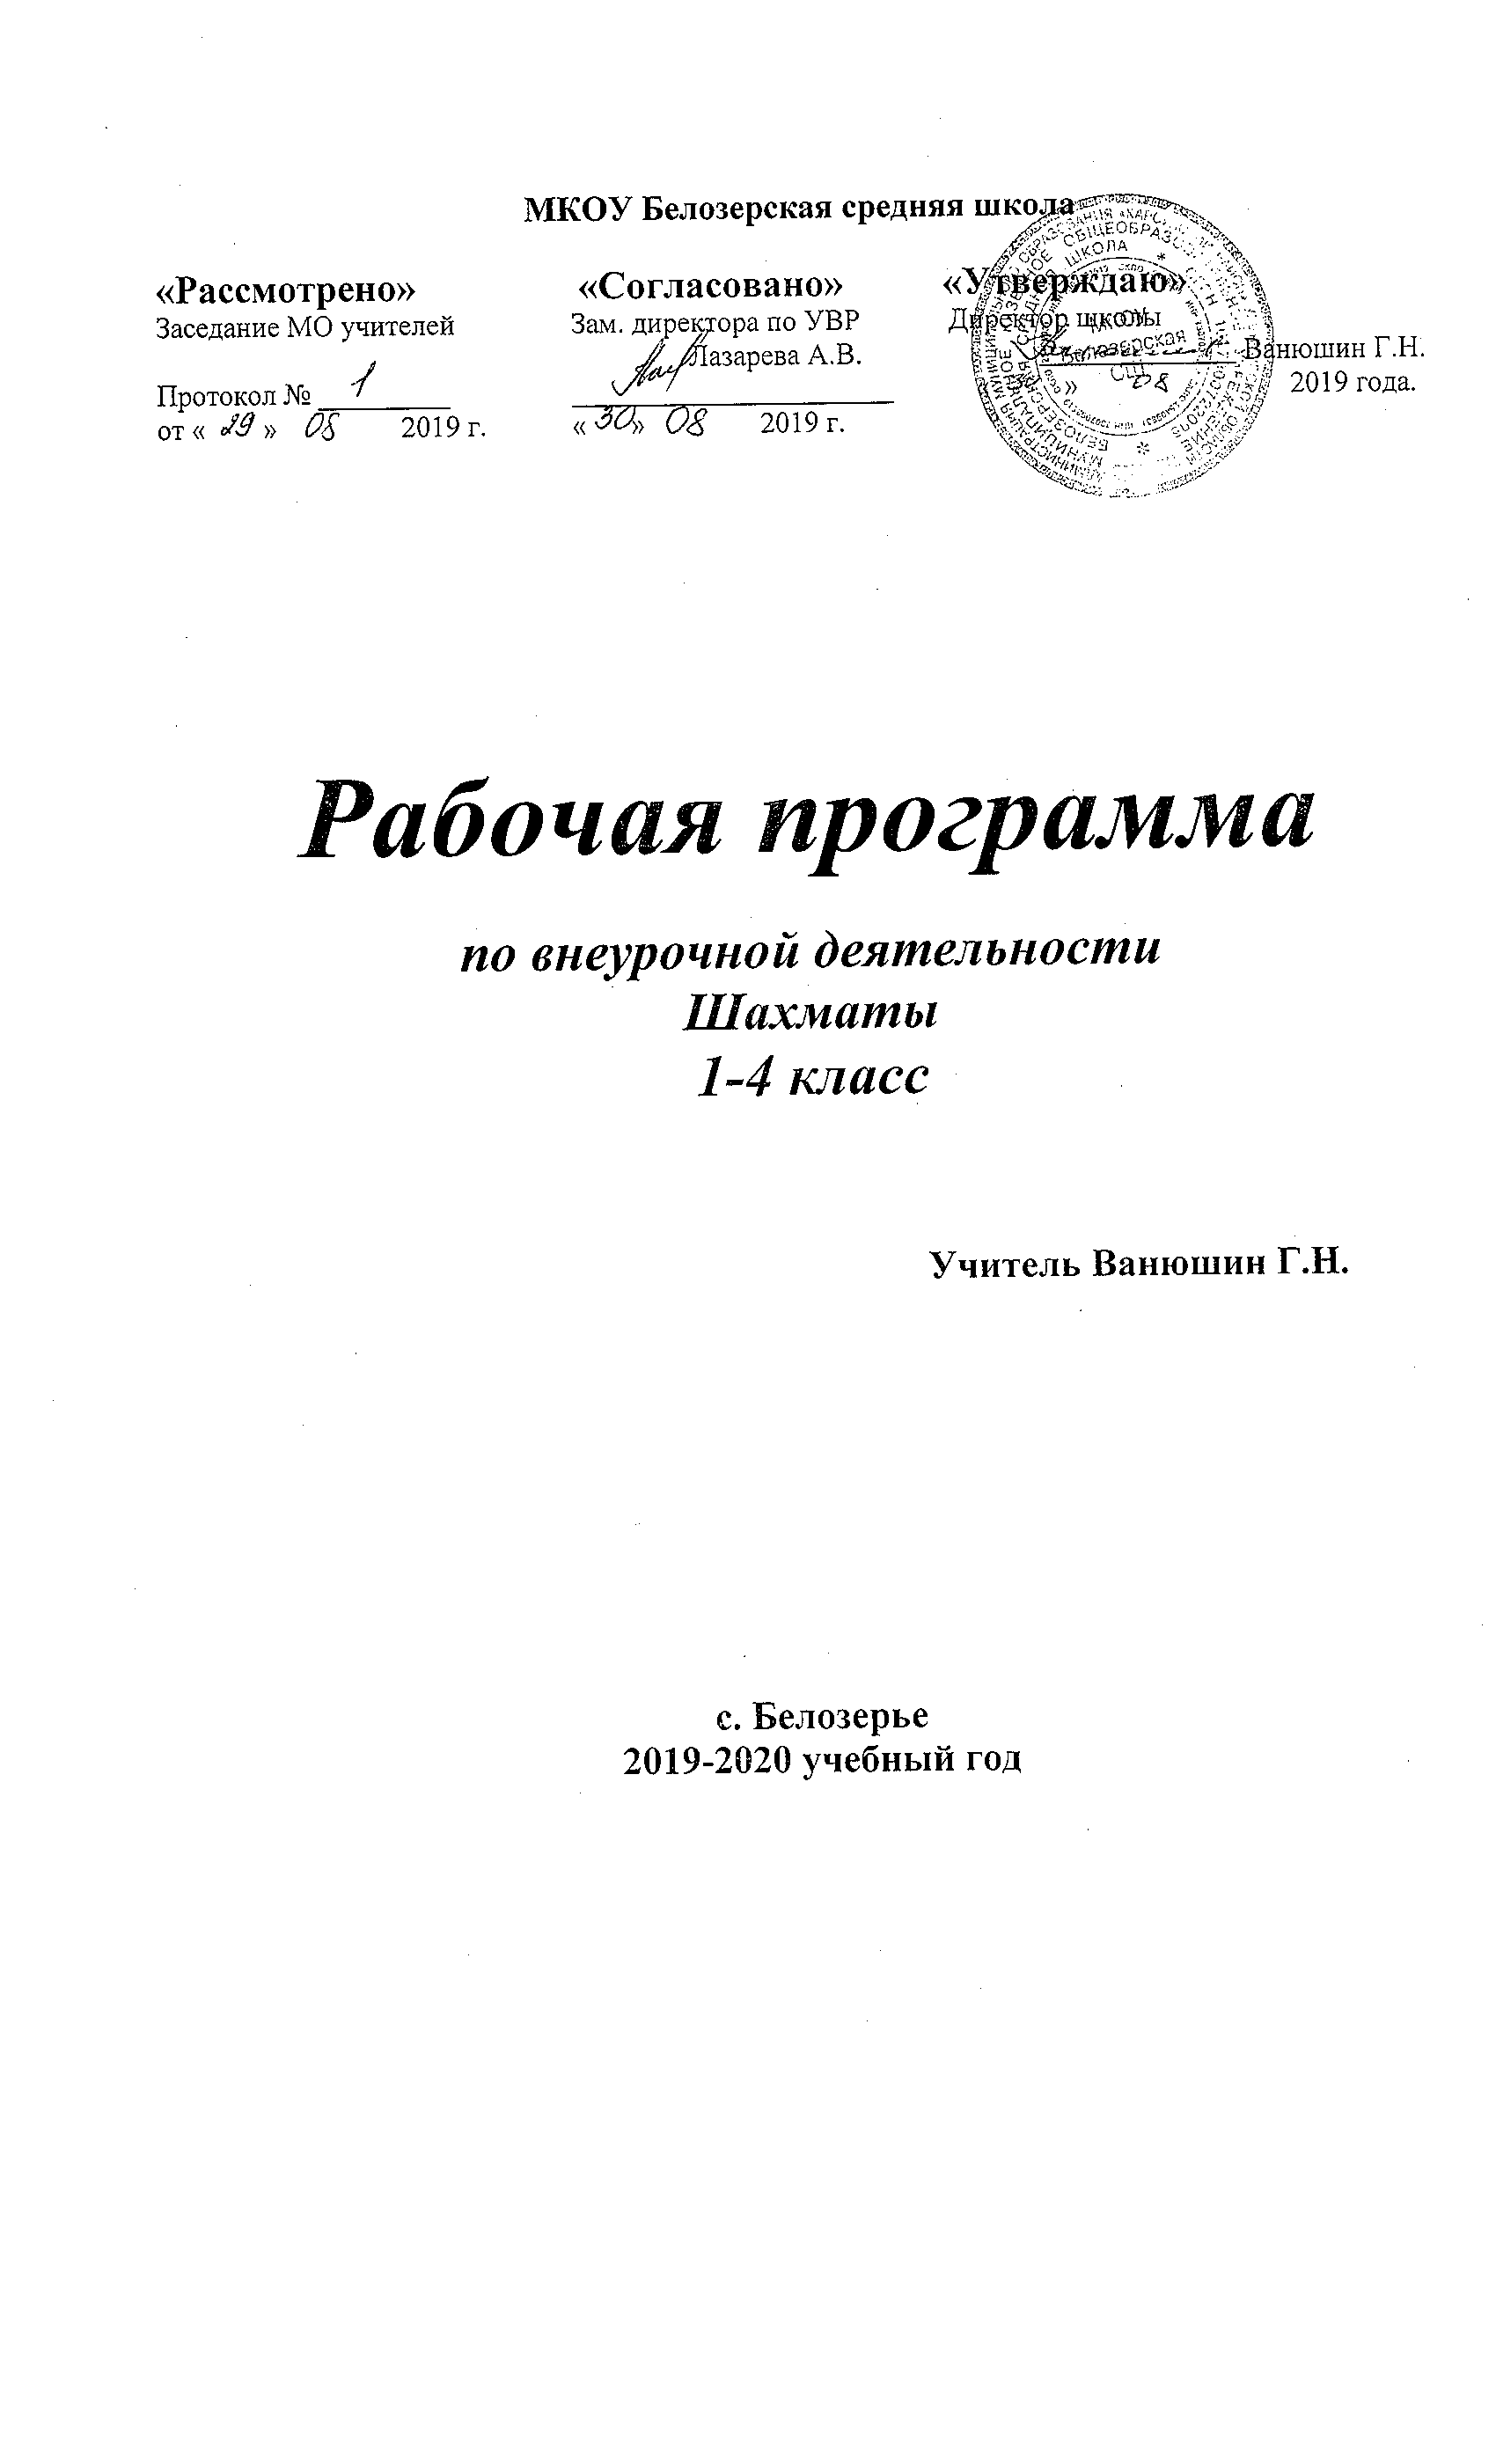 МКОУ Белозерская средняя школа
«Рассмотрено»
Заседание МО учителей
Протокол № 1
от « 29 » 08 2019 г.
«Согласовано»
Зам. директора по УВР
Лазарева А.В.
« 30» 08 2019 г.
«Утверждаю»
Директор школы
Ванюшин Г.Н.
« 30 » 08 2019 года.
Рабочая программа
по внеурочной деятельности
Шахматы
1-4 класс
Учитель Ванюшин Г.Н.
с. Белозерье
2019-2020 учебный год